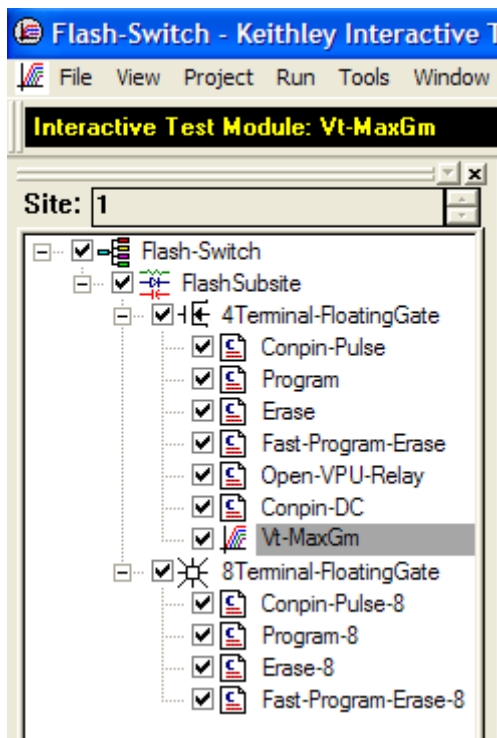 Flash-Switch - Keithley Interactive
File View Project Run Tools Window
Interactive Test Module: Vt-MaxGm
Site: 1
Flash-Switch
FlashSubsite
4Terminal-FloatingGate
Conpin-Pulse
Program
Erase
Fast-Program-Erase
Open-VPU-Relay
Conpin-DC
Vt-MaxGm
8Terminal-FloatingGate
Conpin-Pulse-8
Program-8
Erase-8
Fast-Program-Erase-8